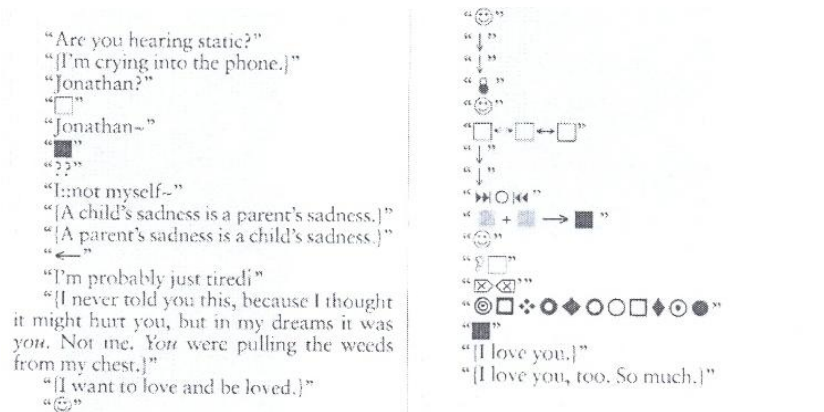 “Are you hearing static?”
“{I’m crying into the phone.}”
“Jonathan?”
“□”
“Jonathan~”
“■”
“??”
“I::not myself~”
“{A child’s sadness is a parent’s sadness.}”
“{A parent’s sadness is a child’s sadness.}”
“←”
“I’m probably just tired¡”
“{I never told you this, because I thought
it might hurt you, but in my dreams it was
you. Not me. You were pulling the weeds
from my chest.}”
“{I want to love and be loved.}”
“☺”
“☺”
“↓”
“↓”
“☺”
“□↔□↔□”
“↓”
“↓”
“⏭○⏮”
“■ + ■ → ■”
“☺”
“⌦⌫’”
“◎□❖○◆○○□♦⊙●”
“■”
“{I love you.}”
“{I love you, too. So much.}”